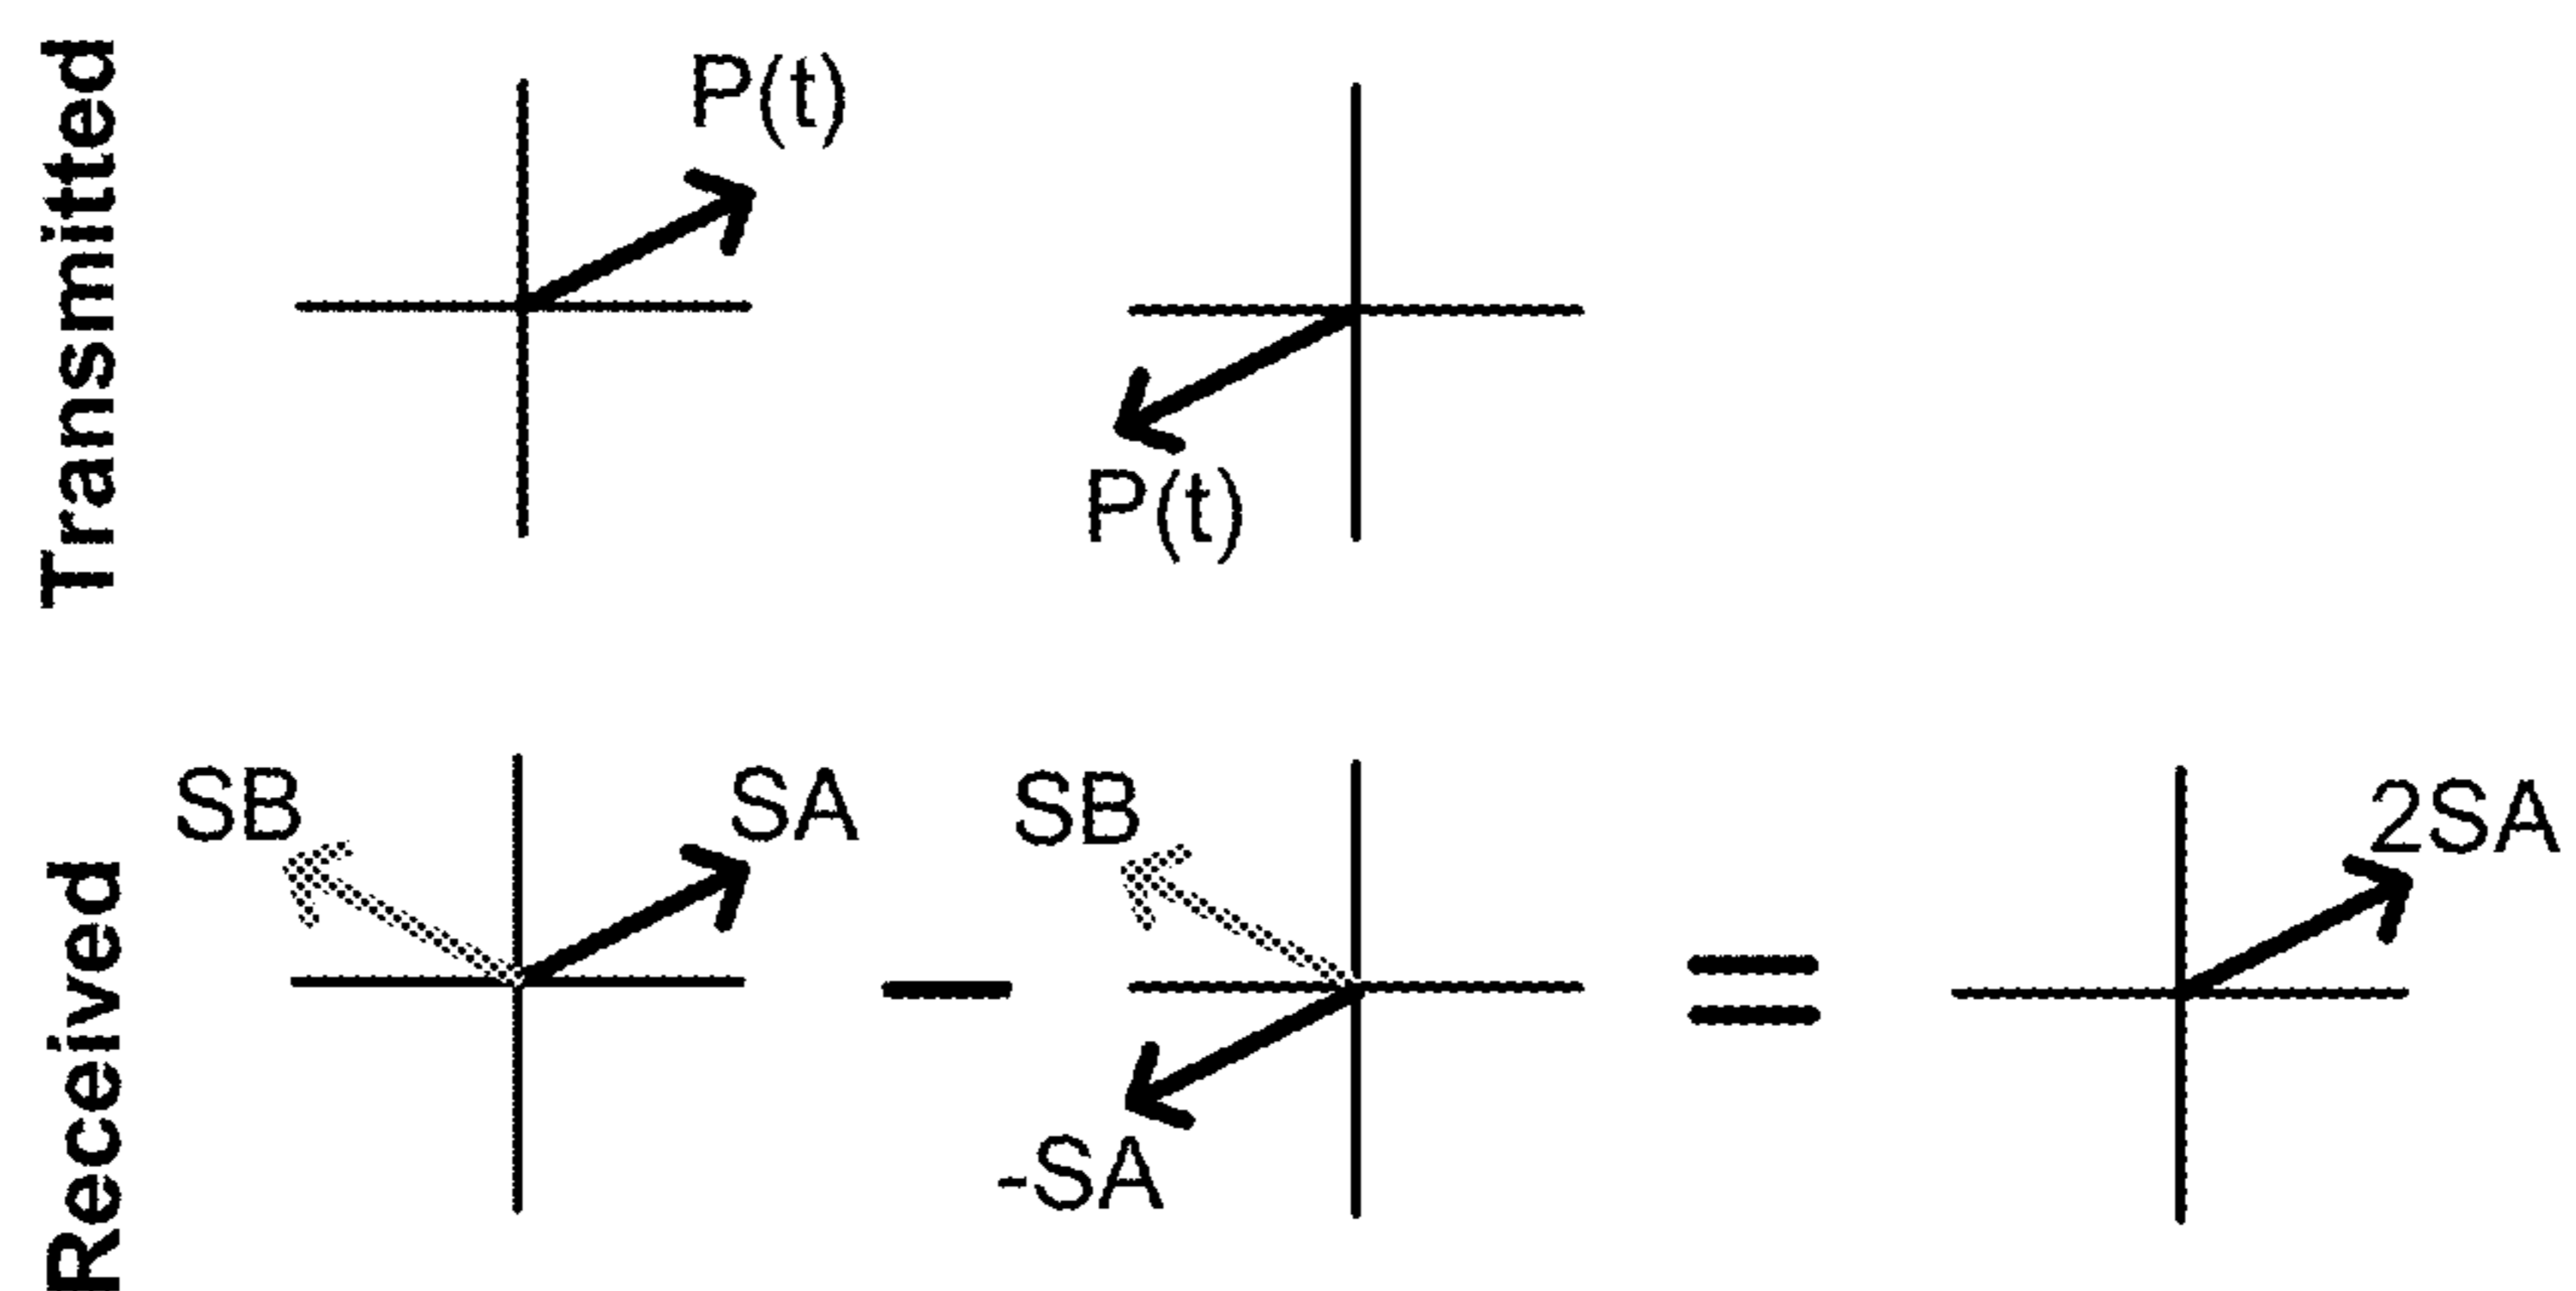 Transmitted
P(t)
P(t)
Received
SB
SA
−
SB
-SA
=
2SA